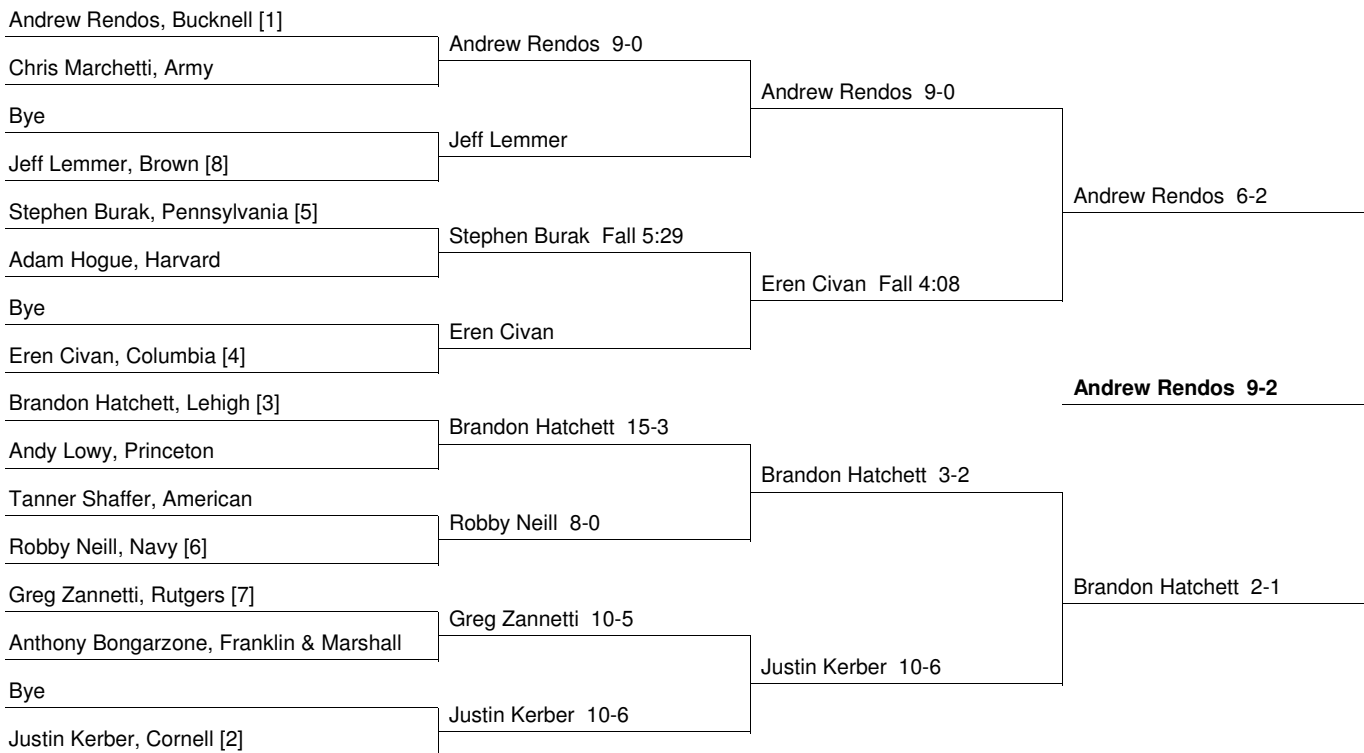 Andrew Rendos, Bucknell [1]
Andrew Rendos 9-0
Chris Marchetti, Army
Andrew Rendos 9-0
Bye
Jeff Lemmer
Jeff Lemmer, Brown [8]
Andrew Rendos 6-2
Stephen Burak, Pennsylvania [5]
Stephen Burak Fall 5:29
Adam Hogue, Harvard
Eren Civan Fall 4:08
Bye
Eren Civan
Eren Civan, Columbia [4]
Andrew Rendos 9-2
Brandon Hatchett, Lehigh [3]
Brandon Hatchett 15-3
Andy Lowy, Princeton
Brandon Hatchett 3-2
Tanner Shaffer, American
Robby Neill 8-0
Robby Neill, Navy [6]
Brandon Hatchett 2-1
Greg Zannetti, Rutgers [7]
Greg Zannetti 10-5
Anthony Bongarzone, Franklin & Marshall
Justin Kerber 10-6
Bye
Justin Kerber 10-6
Justin Kerber, Cornell [2]